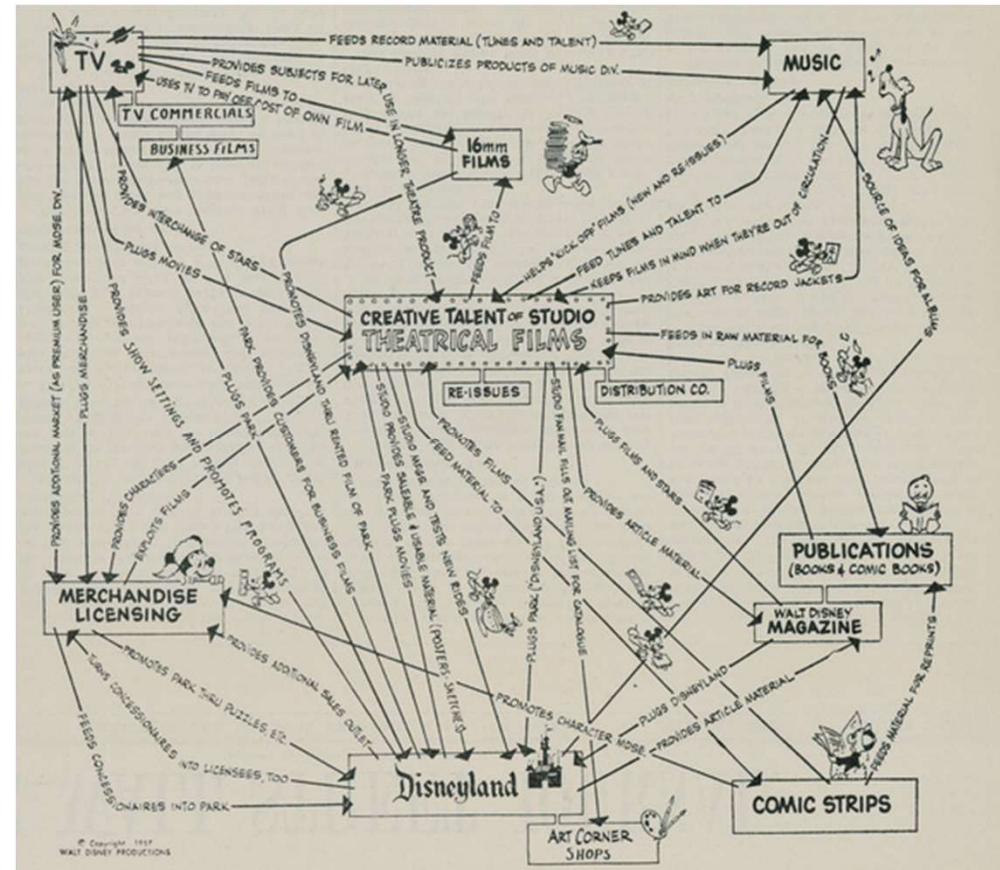 TV
TV COMMERCIALS
BUSINESS FILMS
FEEDS RECORD MATERIAL (TUNES AND TALENT)
PUBLICIZES PRODUCTS OF MUSIC DIV.
PROVIDES SUBJECTS FOR LATER USE IN LONGER, THEATRE PRODUCT
FEEDS FILMS TO
USES TV TO PAY OFF COST OF OWN FILM
MUSIC
16mm
FILMS
FEEDS FILM TO
HELPS "KICK-OFF" FILMS (NEW AND RE-ISSUES)
FEED TUNES AND TALENT TO
KEEPS FILMS IN MIND WHEN THEY'RE OUT OF CIRCULATION
PROVIDES ART FOR RECORD JACKETS
SOURCE OF IDEAS FOR ALBUMS
PROVIDES INTERCHANGE OF STARS
PLUGS MOVIES
PROMOTES DISNEYLAND THRU RENTED FILM OF PARK
CREATIVE TALENT OF STUDIO
THEATRICAL FILMS
RE-ISSUES
DISTRIBUTION CO.
FEEDS IN RAW MATERIAL FOR BOOKS
PLUGS FILMS
PROVIDES ADDITIONAL MARKET (AS PREMIUM USER) FOR MDSE. DIV.
PLUGS MERCHANDISE
PROVIDES SHOW SETTINGS AND PROMOTES PROGRAMS
PLUGS PARK
PARK PROVIDES CUSTOMERS FOR BUSINESS FILMS
PROVIDES CHARACTERS
EXPLOITS FILMS
PARK PLUGS MOVIES
STUDIO PROVIDES SALEABLE & USABLE MATERIAL (POSTERS-SKETCHES)
STUDIO MFGS AND TESTS NEW RIDES
PROMOTES FILMS
FEED MATERIAL TO
PLUGS PARK ("DISNEYLAND U.S.A.")
STUDIO FAN MAIL FILES OZ MAILING LIST FOR CATALOGUE
PROVIDES ARTICLE MATERIAL
PLUGS FILMS AND STARS
PUBLICATIONS
(BOOKS & COMIC BOOKS)
WALT DISNEY
MAGAZINE
MERCHANDISE
LICENSING
PROVIDES ADDITIONAL SALES OUTLET
PROMOTES PARK THRU PUZZLES, ETC.
TURNS CONCESSIONAIRES INTO LICENSEES, TOO
FEEDS CONCESSIONAIRES INTO PARK
PROMOTES CHARACTER MDSE.
PLUGS DISNEYLAND
PROVIDES ARTICLE MATERIAL
FEEDS MATERIAL FOR REPRINTS
Disneyland
COMIC STRIPS
ART CORNER
SHOPS
© Copyright 1957
WALT DISNEY PRODUCTIONS